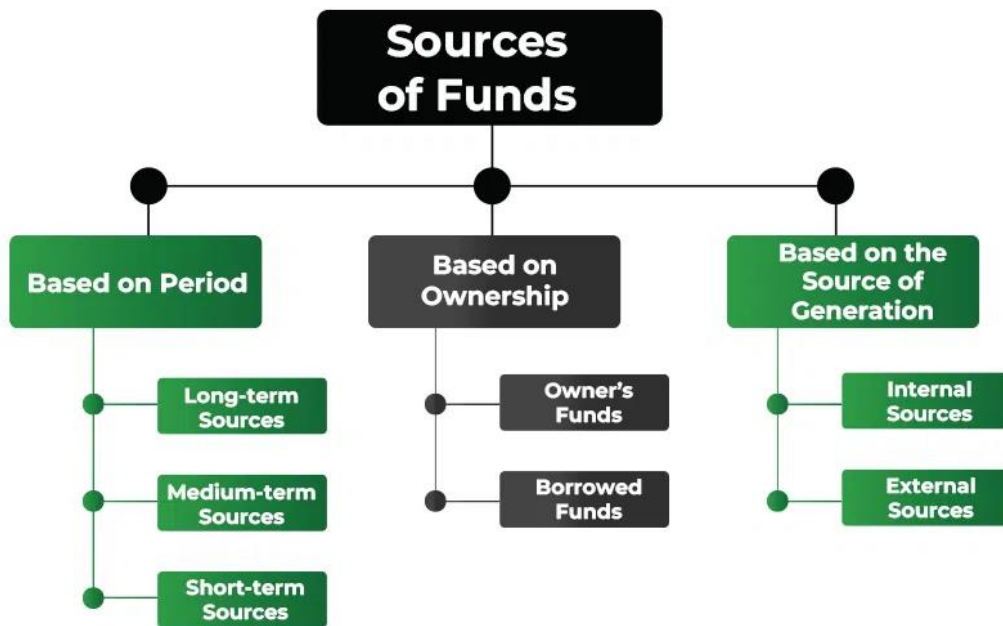 Sources
of Funds
Based on Period
Long-term
Sources
Medium-term
Sources
Short-term
Sources
Based on
Ownership
Owner’s
Funds
Borrowed
Funds
Based on the
Source of
Generation
Internal
Sources
External
Sources